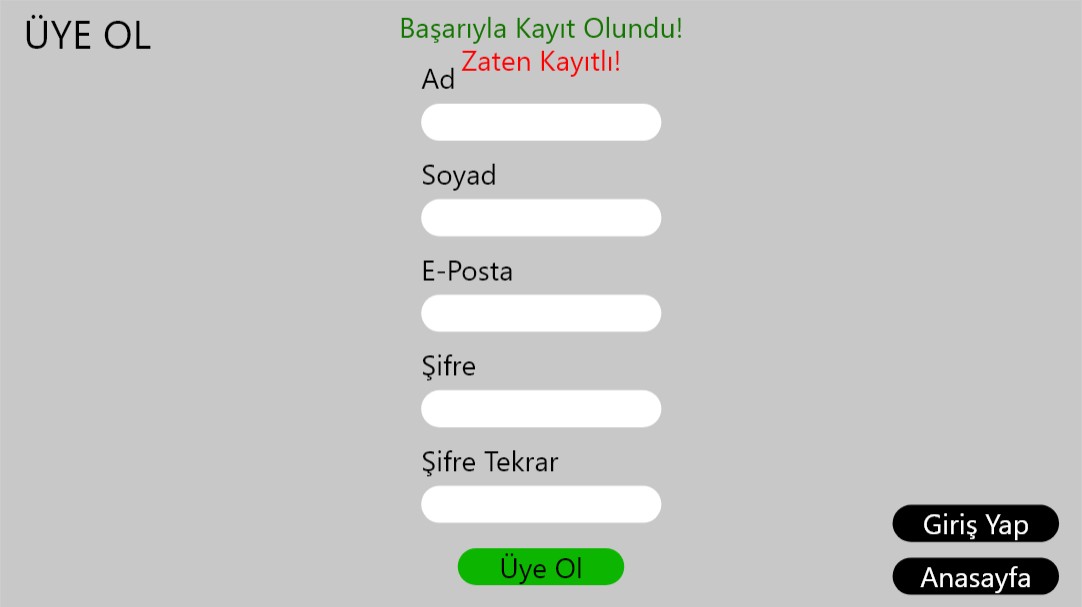 ÜYE OL
Başarıyla Kayıt Olundu!
Zaten Kayıtlı!
Ad
Soyad
E-Posta
Şifre
Şifre Tekrar
Üye Ol
Giriş Yap
Anasayfa